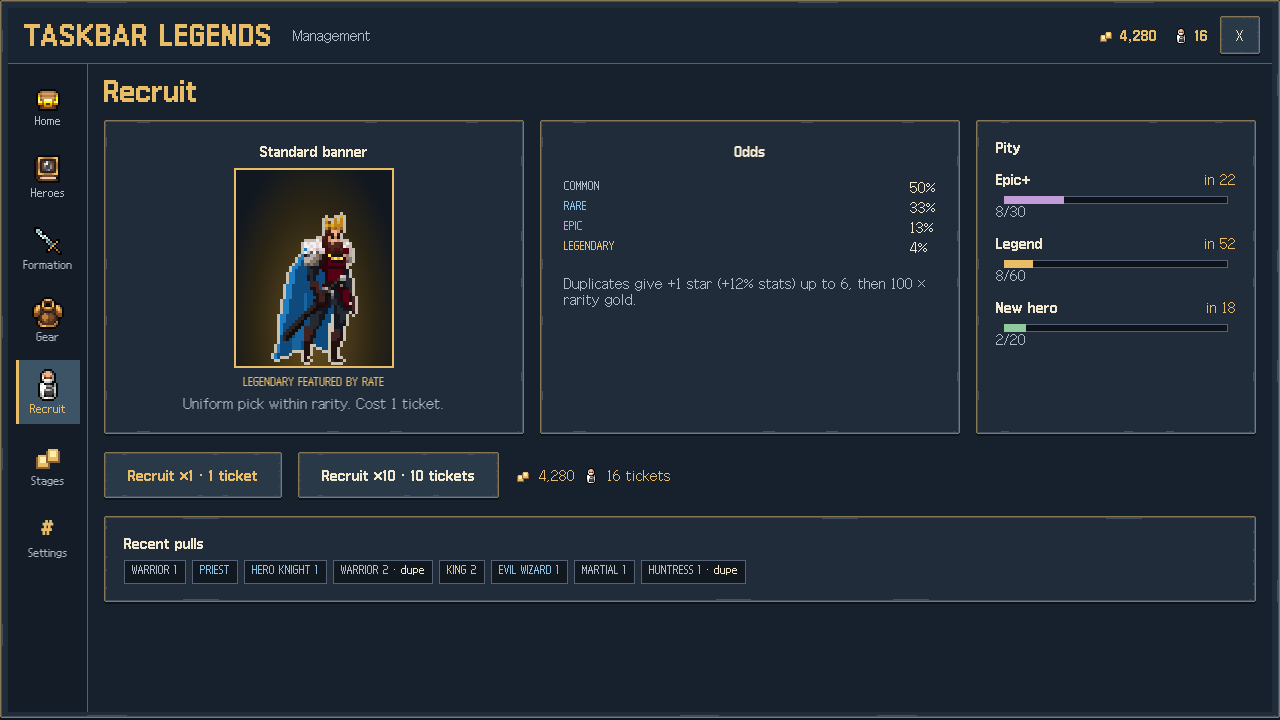 TASKBAR LEGENDS Management 4,280 16 X
Home
Heroes
Formation
Gear
Recruit
Stages
#
Settings
Recruit
Standard banner
LEGENDARY FEATURED BY RATE
Uniform pick within rarity. Cost 1 ticket.
Odds
COMMON 50%
RARE 33%
EPIC 13%
LEGENDARY 4%
Duplicates give +1 star (+12% stats) up to 6, then 100 ×
rarity gold.
Pity
Epic+ in 22
8/30
Legend in 52
8/60
New hero in 18
2/20
Recruit ×1 · 1 ticket Recruit ×10 · 10 tickets 4,280 16 tickets
Recent pulls
WARRIOR 1 PRIEST HERO KNIGHT 1 WARRIOR 2 · dupe KING 2 EVIL WIZARD 1 MARTIAL 1 HUNTRESS 1 · dupe